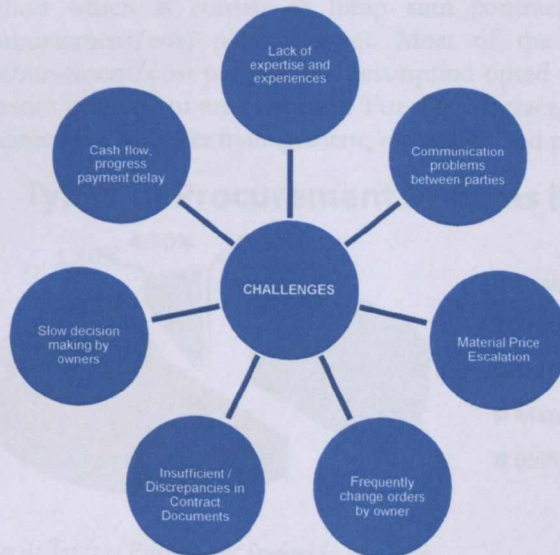 Lack of
expertise and
experiences
Communication
problems
between parties
Material Price
Escalation
Frequently
change orders
by owner
Insufficient /
Discrepancies in
Contract
Documents
Slow decision
making by
owners
Cash flow,
progress
payment delay
CHALLENGES